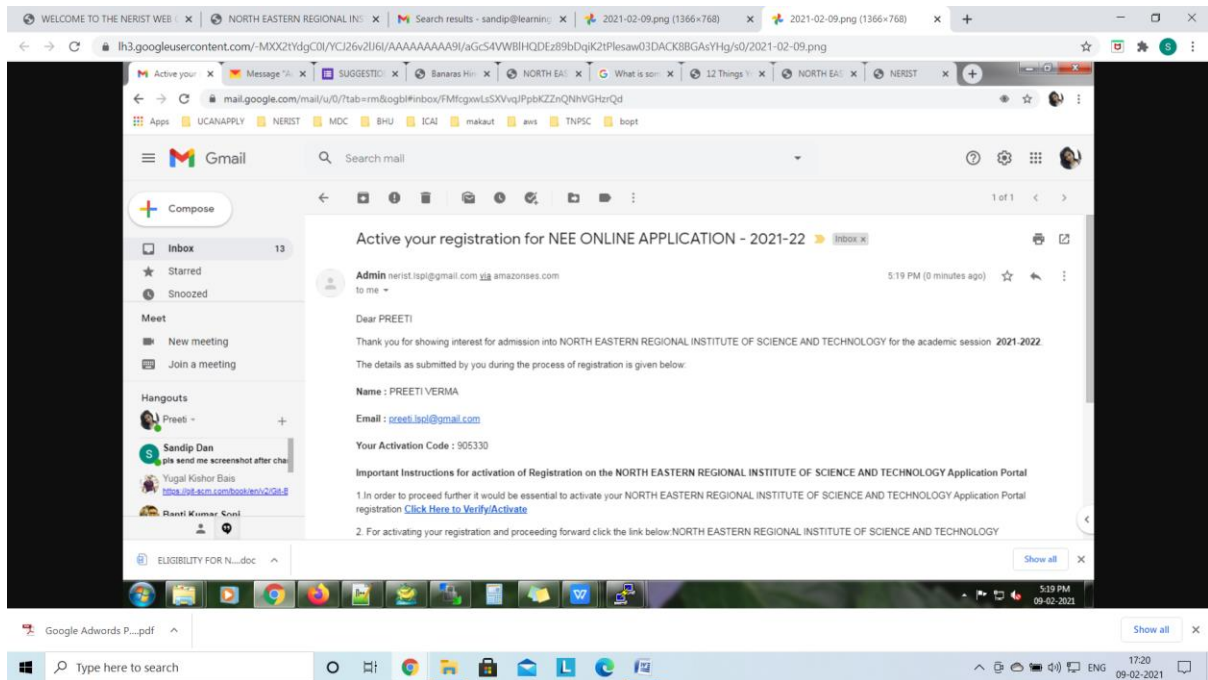 WELCOME TO THE NERIST WEB
NORTH EASTERN REGIONAL INS
Search results - sandip@learning
2021-02-09.png (1366×768)
2021-02-09.png (1366×768)
lh3.googleusercontent.com/-MXX2tYdgC0I/YCJ26v2lJ6I/AAAAAAAAA9I/aGcS4VWBIHQDEz89bDqiK2tPlesaw03DACK8BGAsYHg/s0/2021-02-09.png
Active your
Message "A
SUGGESTIO
Banaras Hin
NORTH EAS
G What is som
12 Things Y
NORTH EAS
NERIST
mail.google.com/mail/u/0/?tab=rm&ogbl#inbox/FMfcgxwLsSXVvqJPpbKZZnQNhVGHzrQd
Apps UCANAPPLY NERIST MDC BHU ICAI makaut aws TNPSC bopt
Gmail
Search mail
Compose
1 of 1
Inbox 13
Starred
Snoozed
Meet
New meeting
Join a meeting
Hangouts
Preeti
Sandip Dan
pls send me screenshot after cha
Yugal Kishor Bais
https://git-scm.com/book/en/v2/Git-B
Banti Kumar Soni
Active your registration for NEE ONLINE APPLICATION - 2021-22 Inbox x
Admin nerist.lspl@gmail.com via amazonses.com 5:19 PM (0 minutes ago)
to me
Dear PREETI
Thank you for showing interest for admission into NORTH EASTERN REGIONAL INSTITUTE OF SCIENCE AND TECHNOLOGY for the academic session 2021-2022.
The details as submitted by you during the process of registration is given below:
Name : PREETI VERMA
Email : preeti.lspl@gmail.com
Your Activation Code : 905330
Important Instructions for activation of Registration on the NORTH EASTERN REGIONAL INSTITUTE OF SCIENCE AND TECHNOLOGY Application Portal
1.In order to proceed further it would be essential to activate your NORTH EASTERN REGIONAL INSTITUTE OF SCIENCE AND TECHNOLOGY Application Portal
registration Click Here to Verify/Activate
2. For activating your registration and proceeding forward click the link below:NORTH EASTERN REGIONAL INSTITUTE OF SCIENCE AND TECHNOLOGY
ELIGIBILITY FOR N....doc
Show all
5:19 PM
09-02-2021
Google Adwords P....pdf
Show all
Type here to search
ENG
17:20
09-02-2021